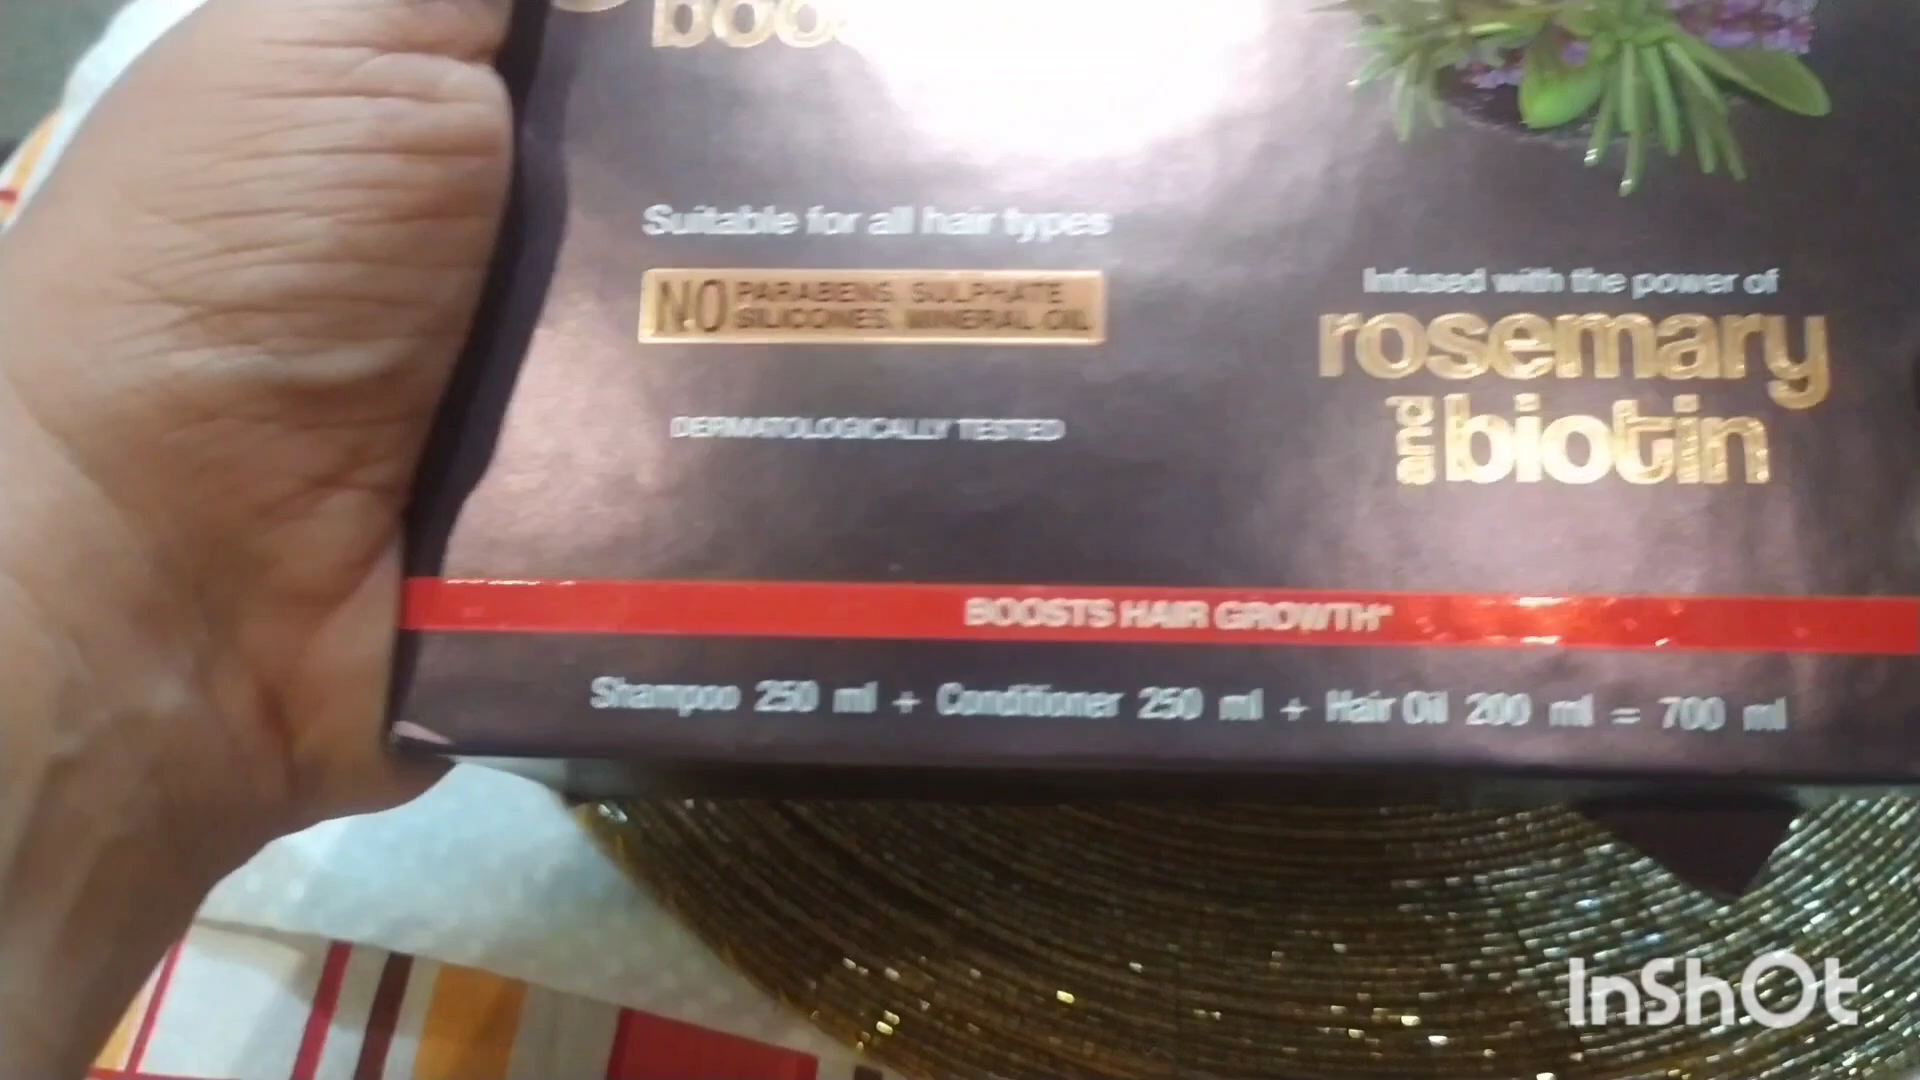 Suitable for all hair types
NO PARABENS, SULPHATE
SILICONES, MINERAL OIL
DERMATOLOGICALLY TESTED
Infused with the power of
rosemary
and biotin
BOOSTS HAIR GROWTH*
Shampoo 250 ml + Conditioner 250 ml + Hair Oil 200 ml = 700 ml
InShOt